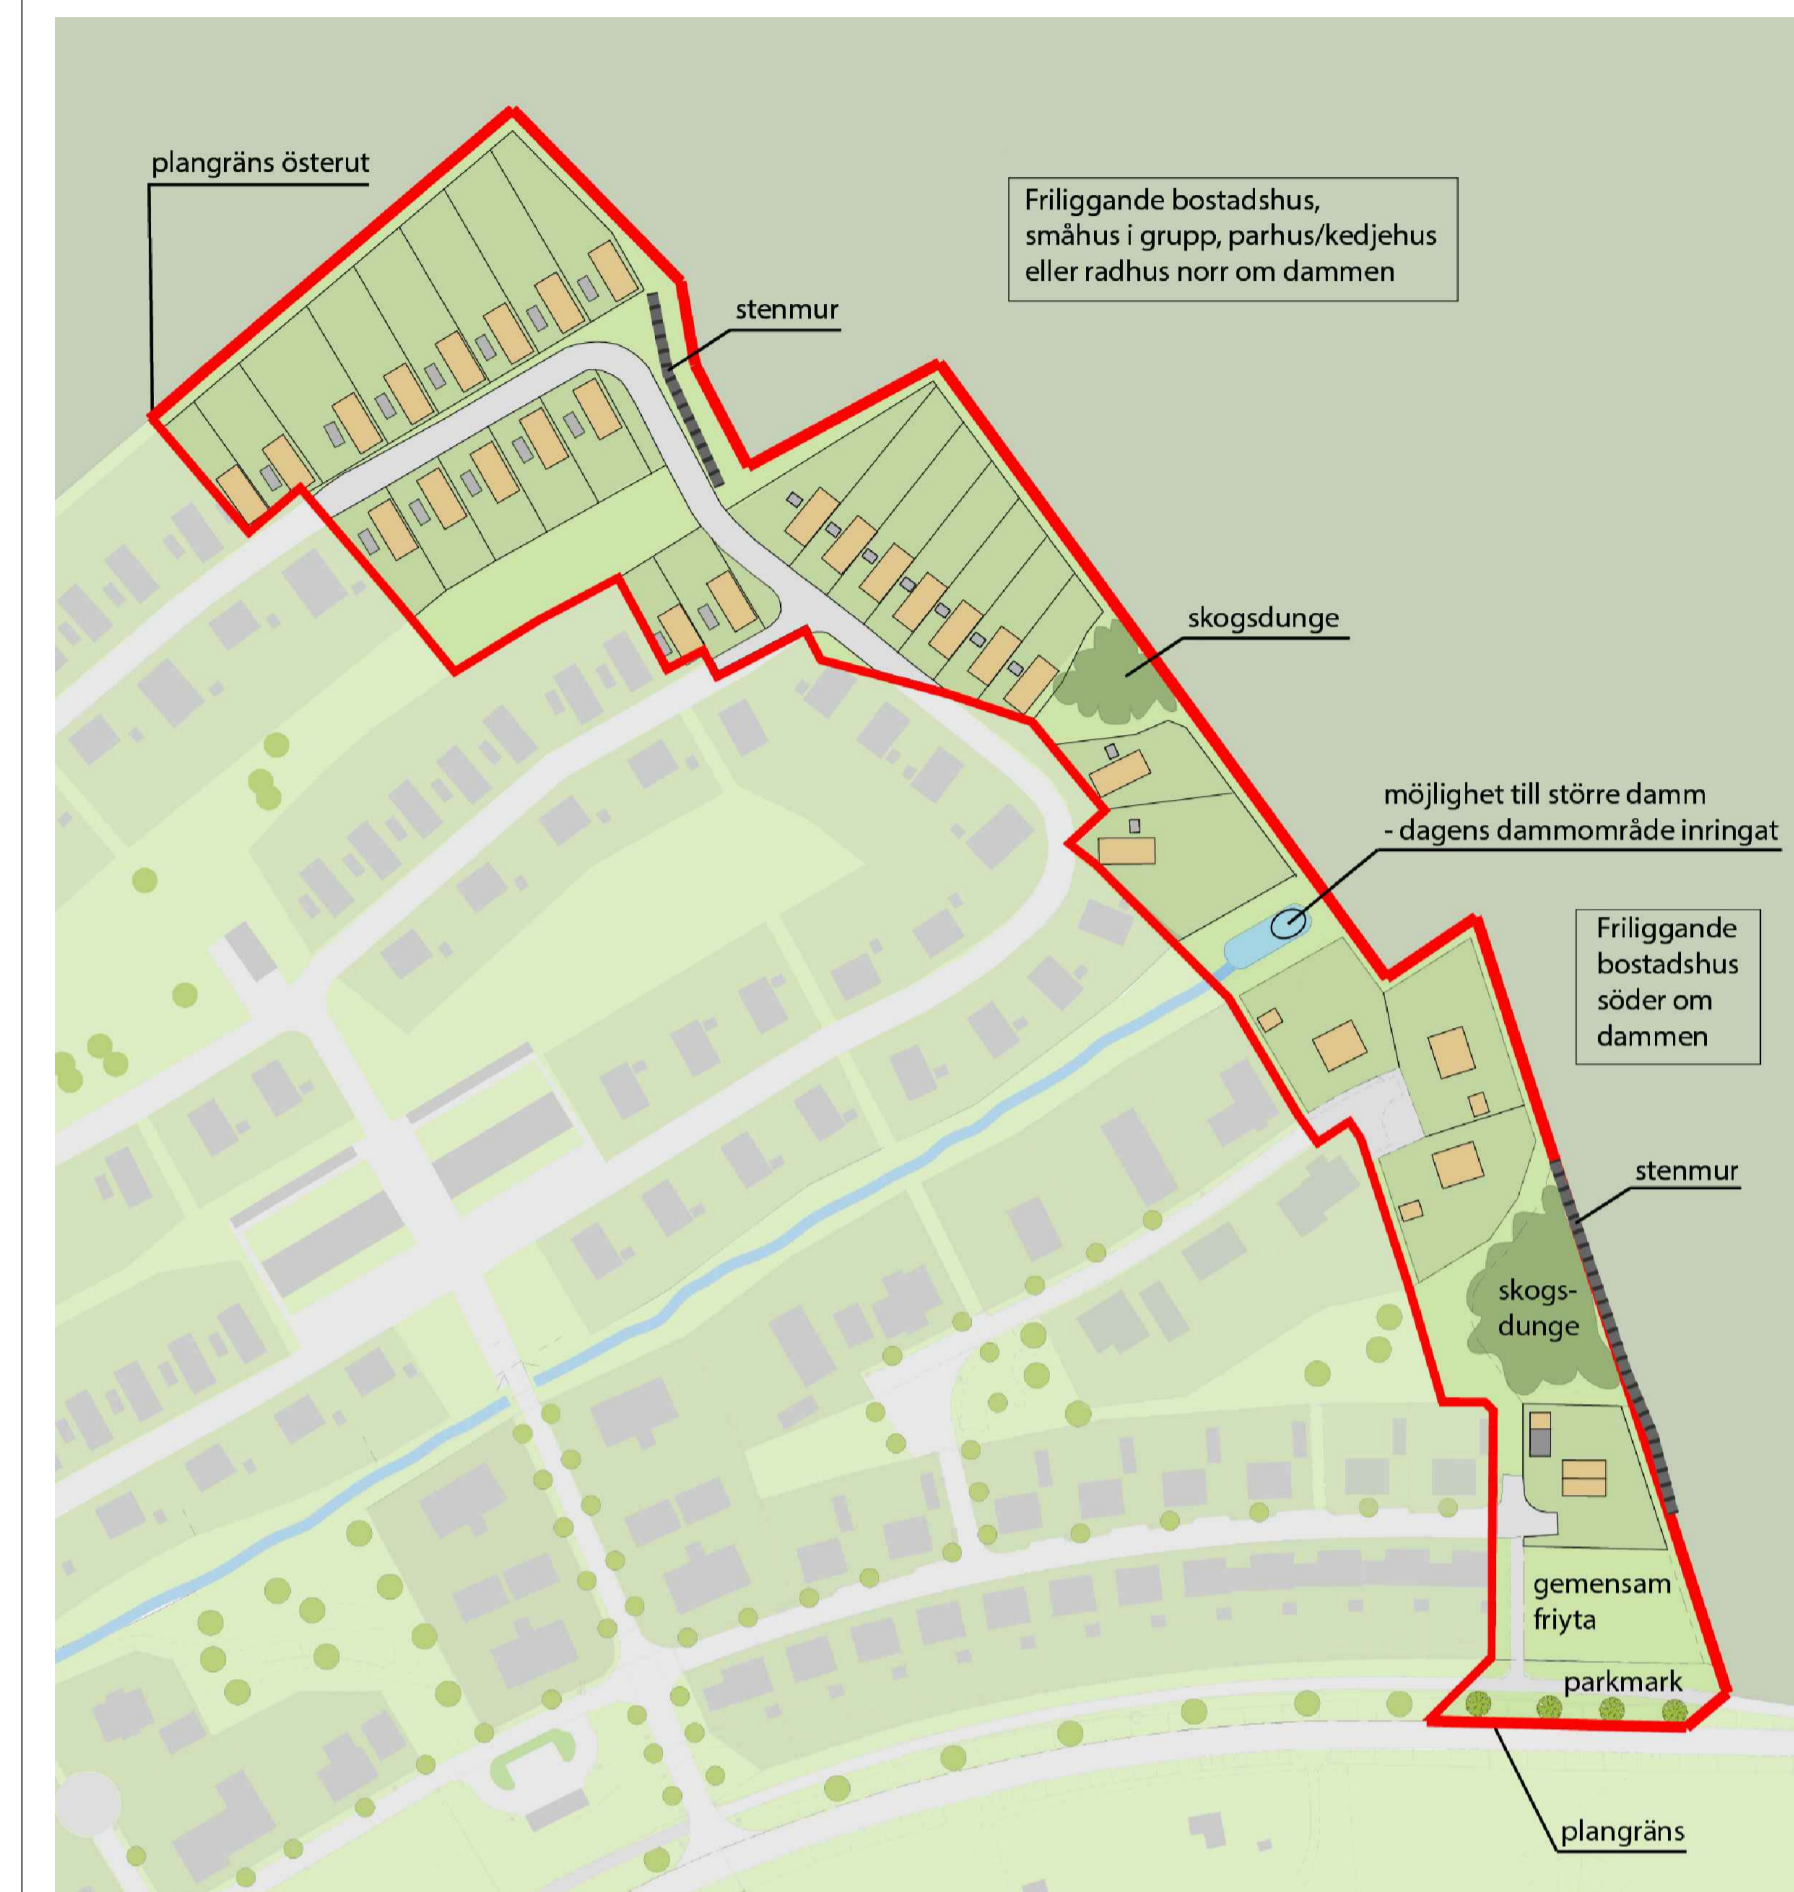 plangräns österut
Friliggande bostadshus,
småhus i grupp, parhus/kedjehus
eller radhus norr om dammen
stenmur
skogsdunge
möjlighet till större damm
- dagens dammområde inringat
Friliggande
bostadshus
söder om
dammen
stenmur
skogs-
dunge
gemensam
friyta
parkmark
plangräns